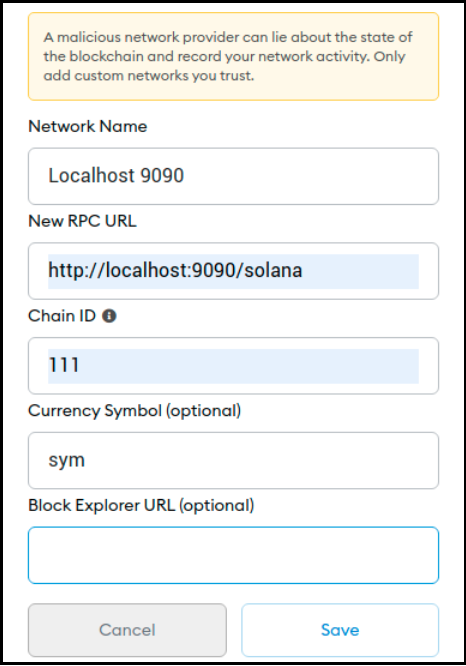 A malicious network provider can lie about the state of
the blockchain and record your network activity. Only
add custom networks you trust.
Network Name
Localhost 9090
New RPC URL
http://localhost:9090/solana
Chain ID
111
Currency Symbol (optional)
sym
Block Explorer URL (optional)
Cancel
Save